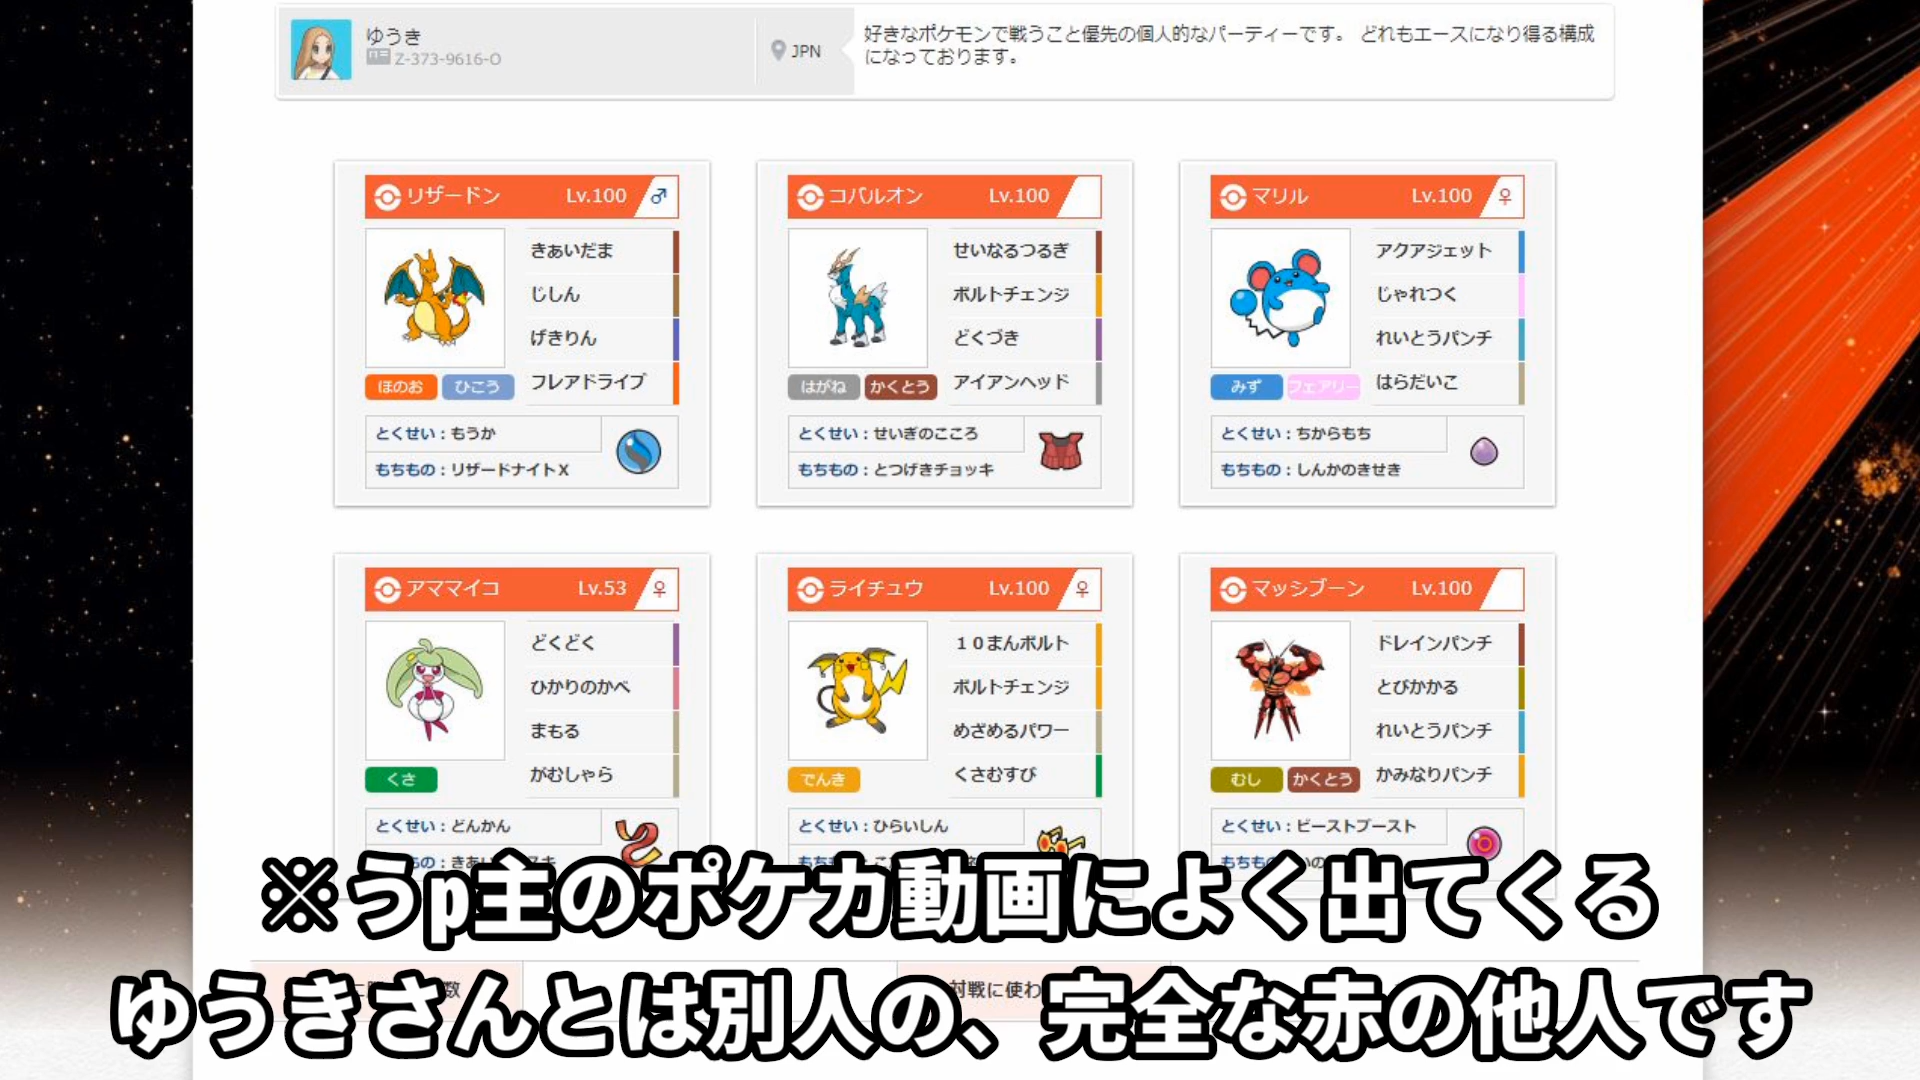 ゆうき
Z-373-9616-O
JPN
好きなポケモンで戦うこと優先の個人的なパーティーです。 どれもエースになり得る構成
になっております。
リザードン Lv.100 ♂
きあいだま
じしん
げきりん
フレアドライブ
ほのお ひこう
とくせい：もうか
もちもの：リザードナイトX
コバルオン Lv.100
せいなるつるぎ
ボルトチェンジ
どくづき
アイアンヘッド
はがね かくとう
とくせい：せいぎのこころ
もちもの：とつげきチョッキ
マリル Lv.100 ♀
アクアジェット
じゃれつく
れいとうパンチ
はらだいこ
みず フェアリー
とくせい：ちからもち
もちもの：しんかのきせき
アママイコ Lv.53 ♀
どくどく
ひかりのかべ
まもる
がむしゃら
くさ
とくせい：どんかん
ライチュウ Lv.100 ♀
１０まんボルト
ボルトチェンジ
めざめるパワー
くさむすび
でんき
とくせい：ひらいしん
マッシブーン Lv.100
ドレインパンチ
とびかかる
れいとうパンチ
かみなりパンチ
むし かくとう
とくせい：ビーストブースト
※うp主のポケカ動画によく出てくる
ゆうきさんとは別人の、完全な赤の他人です